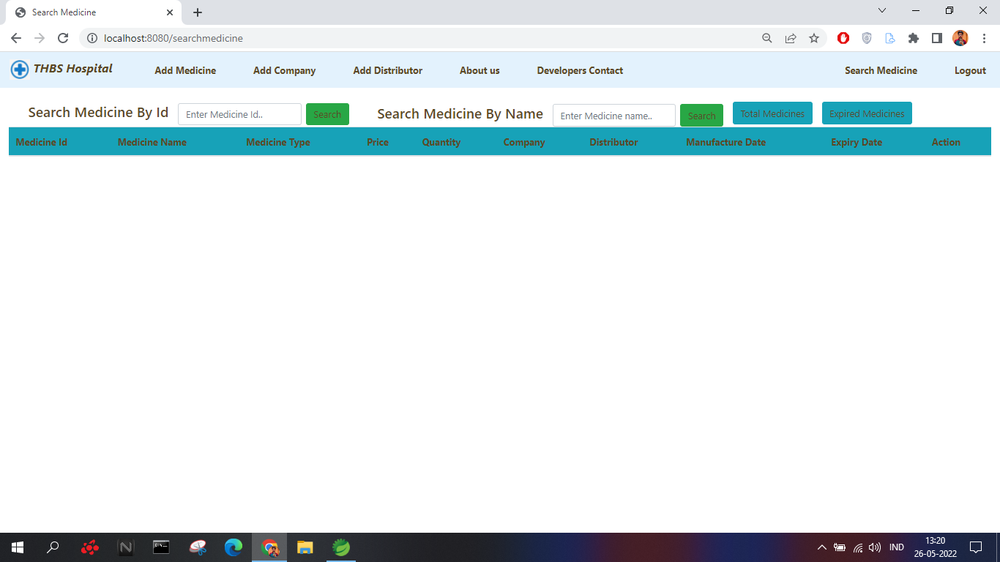 Search Medicine
localhost:8080/searchmedicine
THBS Hospital Add Medicine Add Company Add Distributor About us Developers Contact Search Medicine Logout
Search Medicine By Id Enter Medicine Id.. Search Search Medicine By Name Enter Medicine name.. Search Total Medicines Expired Medicines
Medicine Id Medicine Name Medicine Type Price Quantity Company Distributor Manufacture Date Expiry Date Action
IND 13:20
26-05-2022